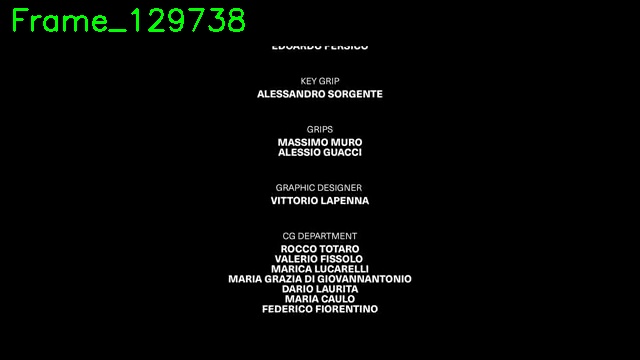 Frame_129738
EDOARDO PERSICO
KEY GRIP
ALESSANDRO SORGENTE
GRIPS
MASSIMO MURO
ALESSIO GUACCI
GRAPHIC DESIGNER
VITTORIO LAPENNA
CG DEPARTMENT
ROCCO TOTARO
VALERIO FISSOLO
MARICA LUCARELLI
MARIA GRAZIA DI GIOVANNANTONIO
DARIO LAURITA
MARIA CAULO
FEDERICO FIORENTINO